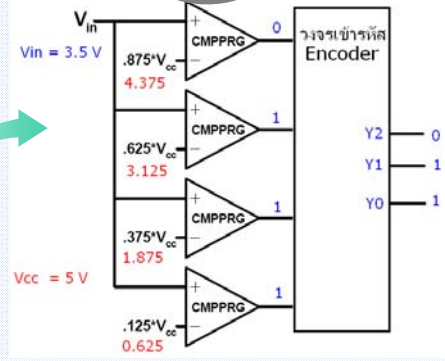 Vin
Vin = 3.5 V
+
CMPPRG
0
วงจรเข้ารหัส
Encoder
.875*Vcc
−
4.375
+
CMPPRG
1
.625*Vcc
−
3.125
Y2
0
Y1
1
Y0
1
+
CMPPRG
1
.375*Vcc
−
1.875
Vcc = 5 V
+
CMPPRG
1
.125*Vcc
−
0.625